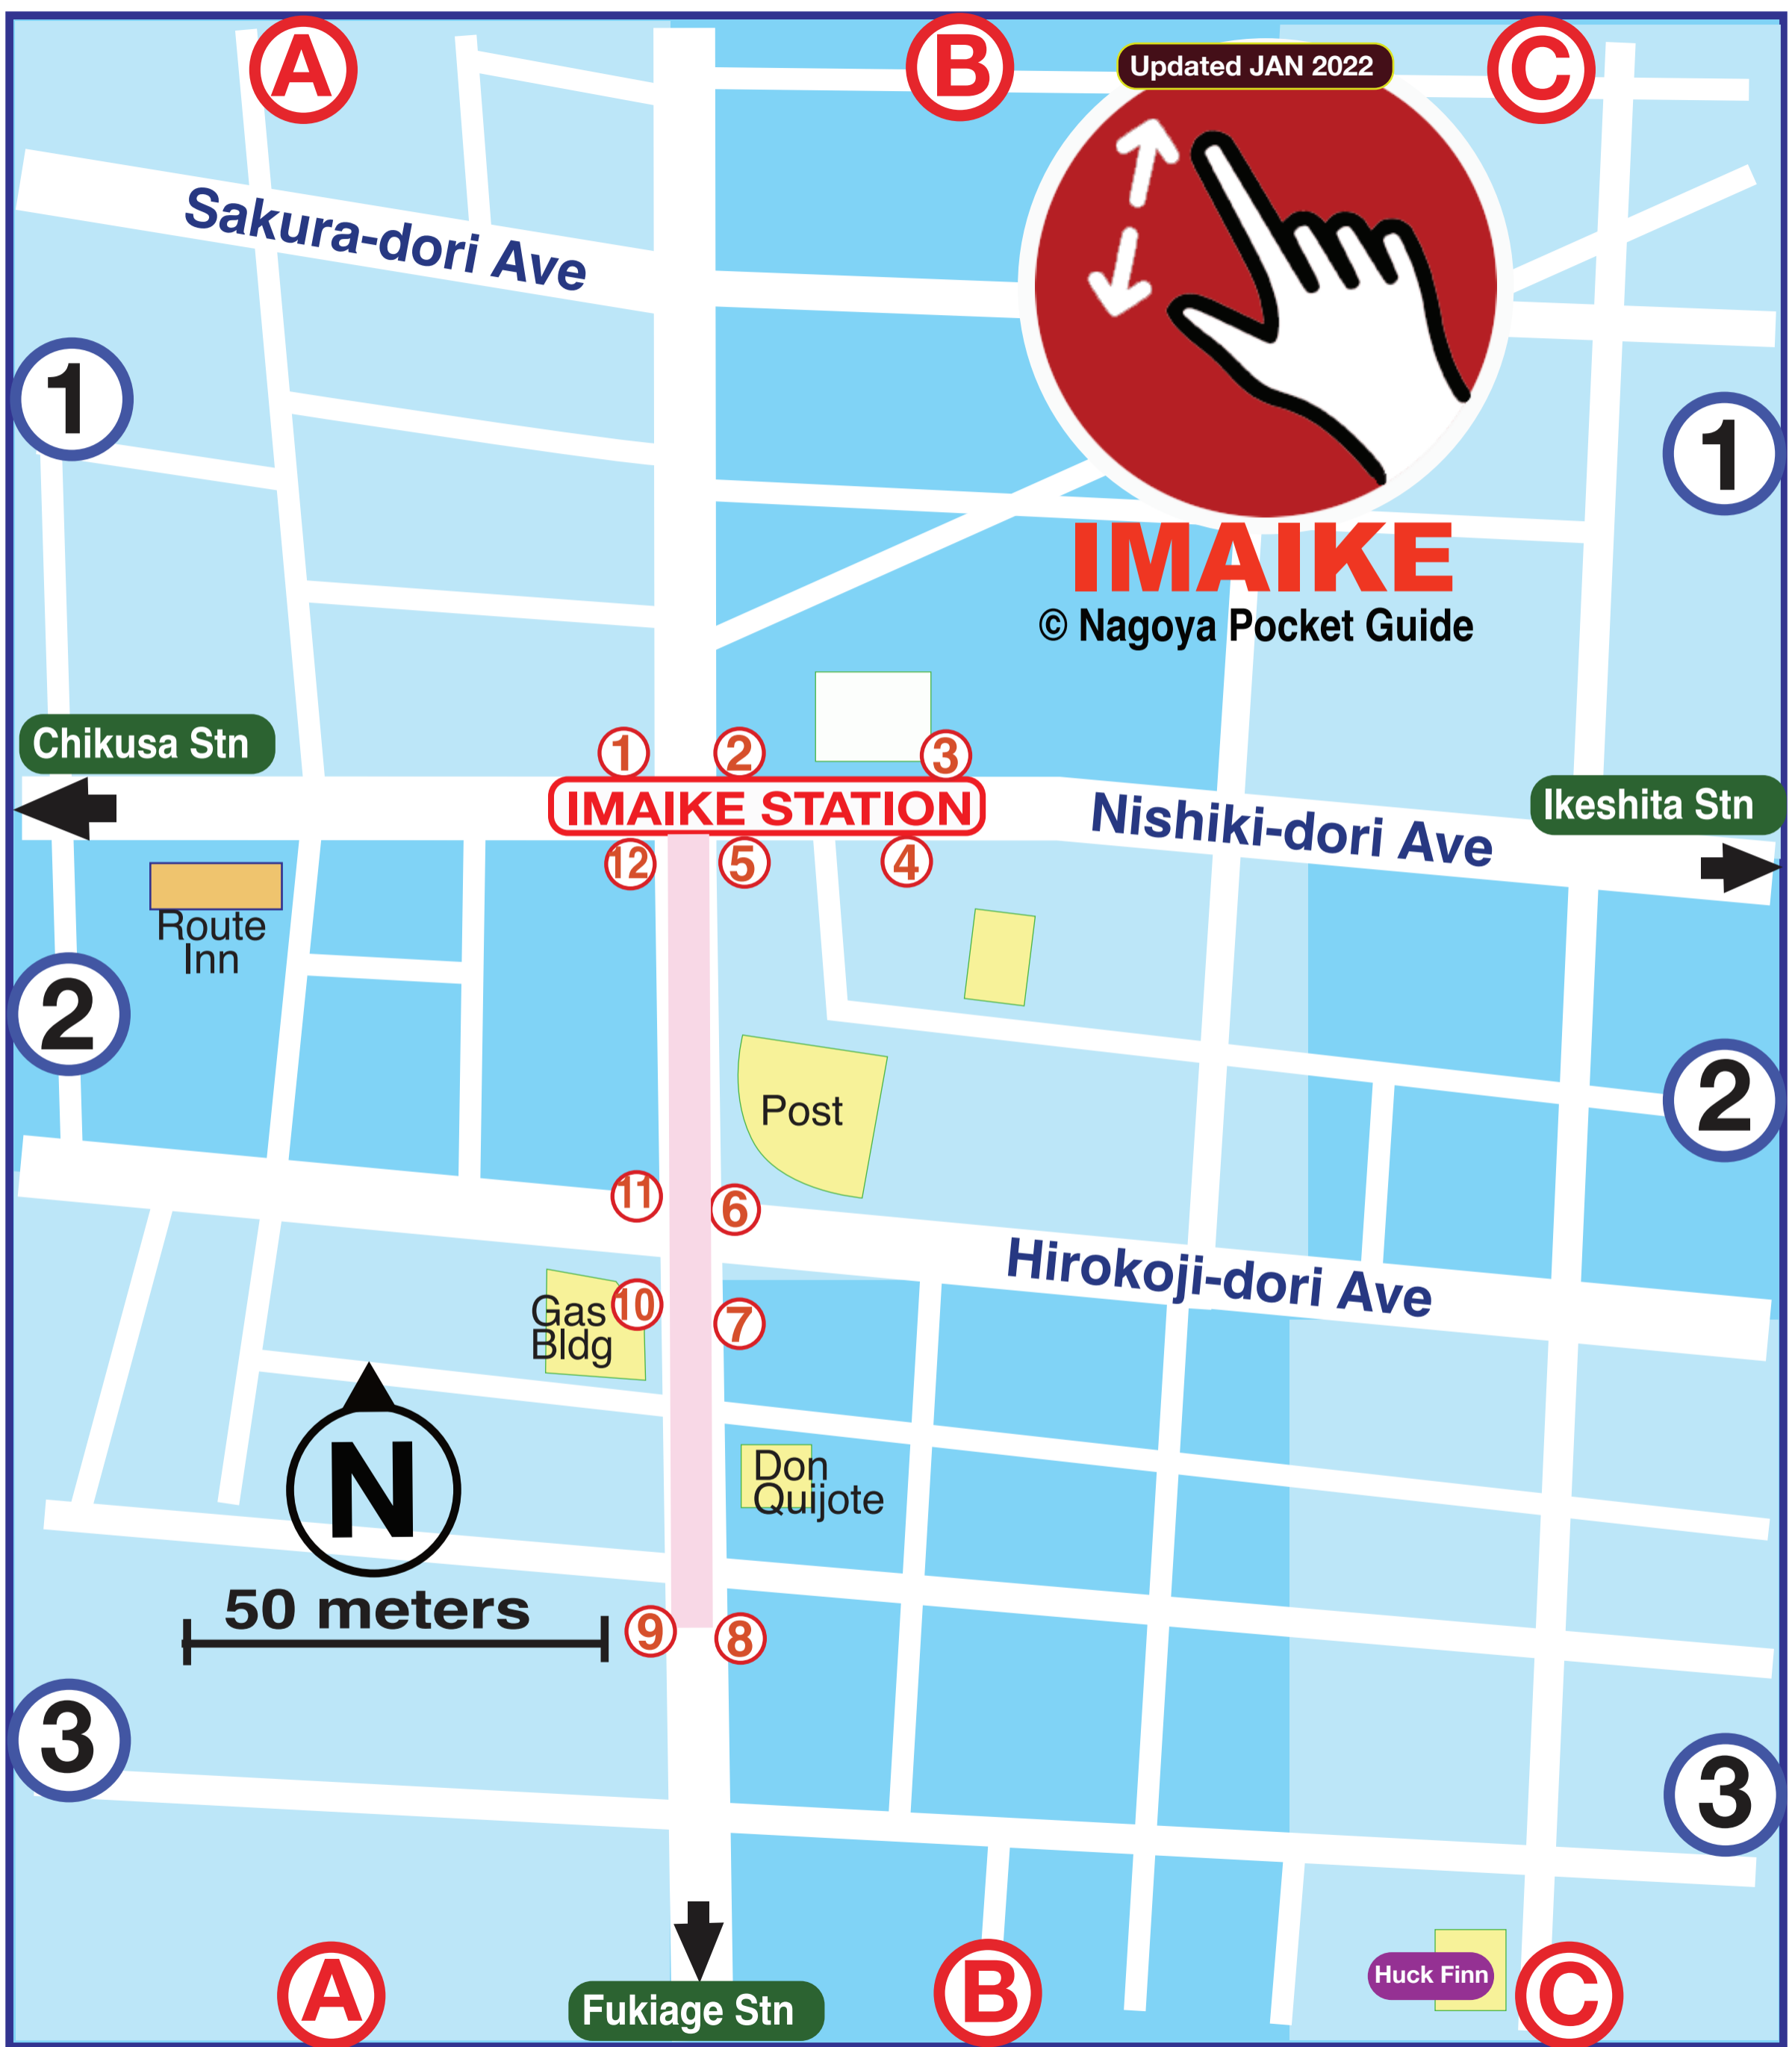 A
B
Updated JAN 2022
C
Sakura-dori Ave
1
1
IMAIKE
© Nagoya Pocket Guide
Chikusa Stn
1
2
3
IMAIKE STATION
Nishiki-dori Ave
Ikeshita Stn
12
5
4
Route
Inn
2
2
Post
11
6
Hirokoji-dori Ave
Gas
Bldg
10
7
N
Don
Quijote
50 meters
9
8
3
3
Huck Finn
A
Fukiage Stn
B
C